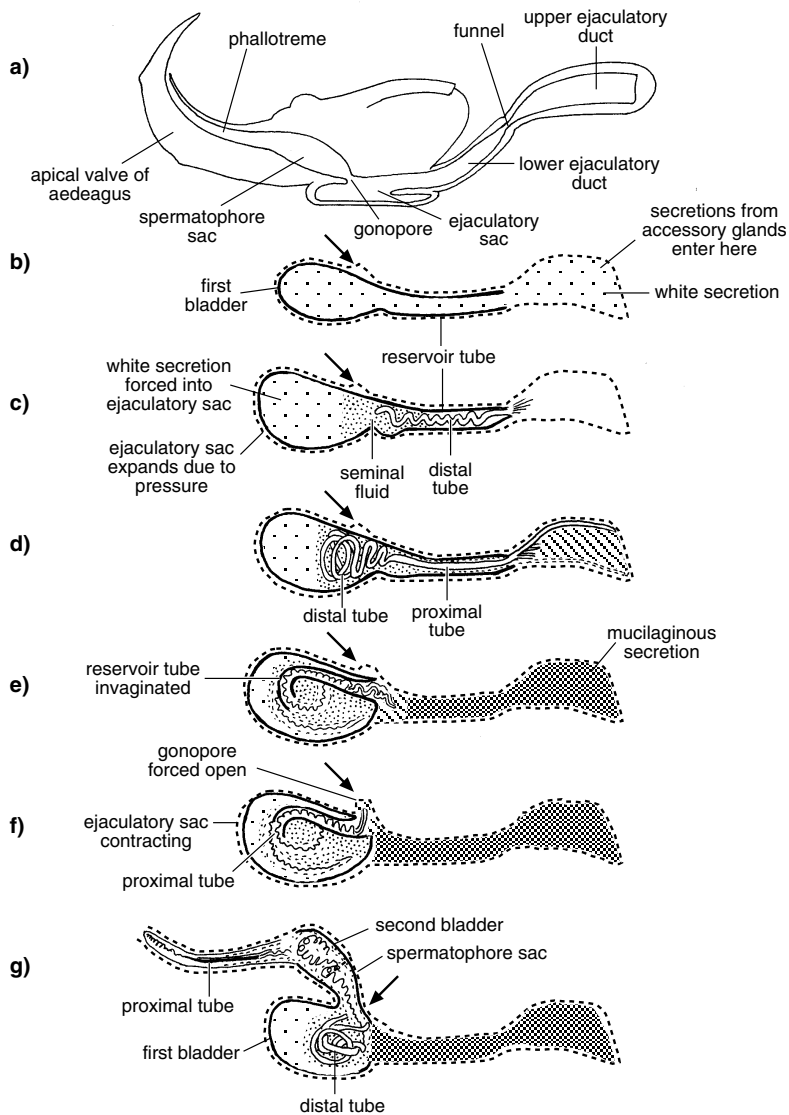 a)
phallotreme
funnel
upper ejaculatory
duct
apical valve of
aedeagus
spermatophore
sac
gonopore
ejaculatory
sac
lower ejaculatory
duct
b)
first
bladder
secretions from
accessory glands
enter here
white secretion
reservoir tube
c)
white secretion
forced into
ejaculatory sac
ejaculatory sac
expands due to
pressure
seminal
fluid
distal
tube
d)
distal tube
proximal
tube
e)
reservoir tube
invaginated
mucilaginous
secretion
f)
gonopore
forced open
ejaculatory sac
contracting
proximal tube
g)
second bladder
spermatophore sac
proximal tube
first bladder
distal tube